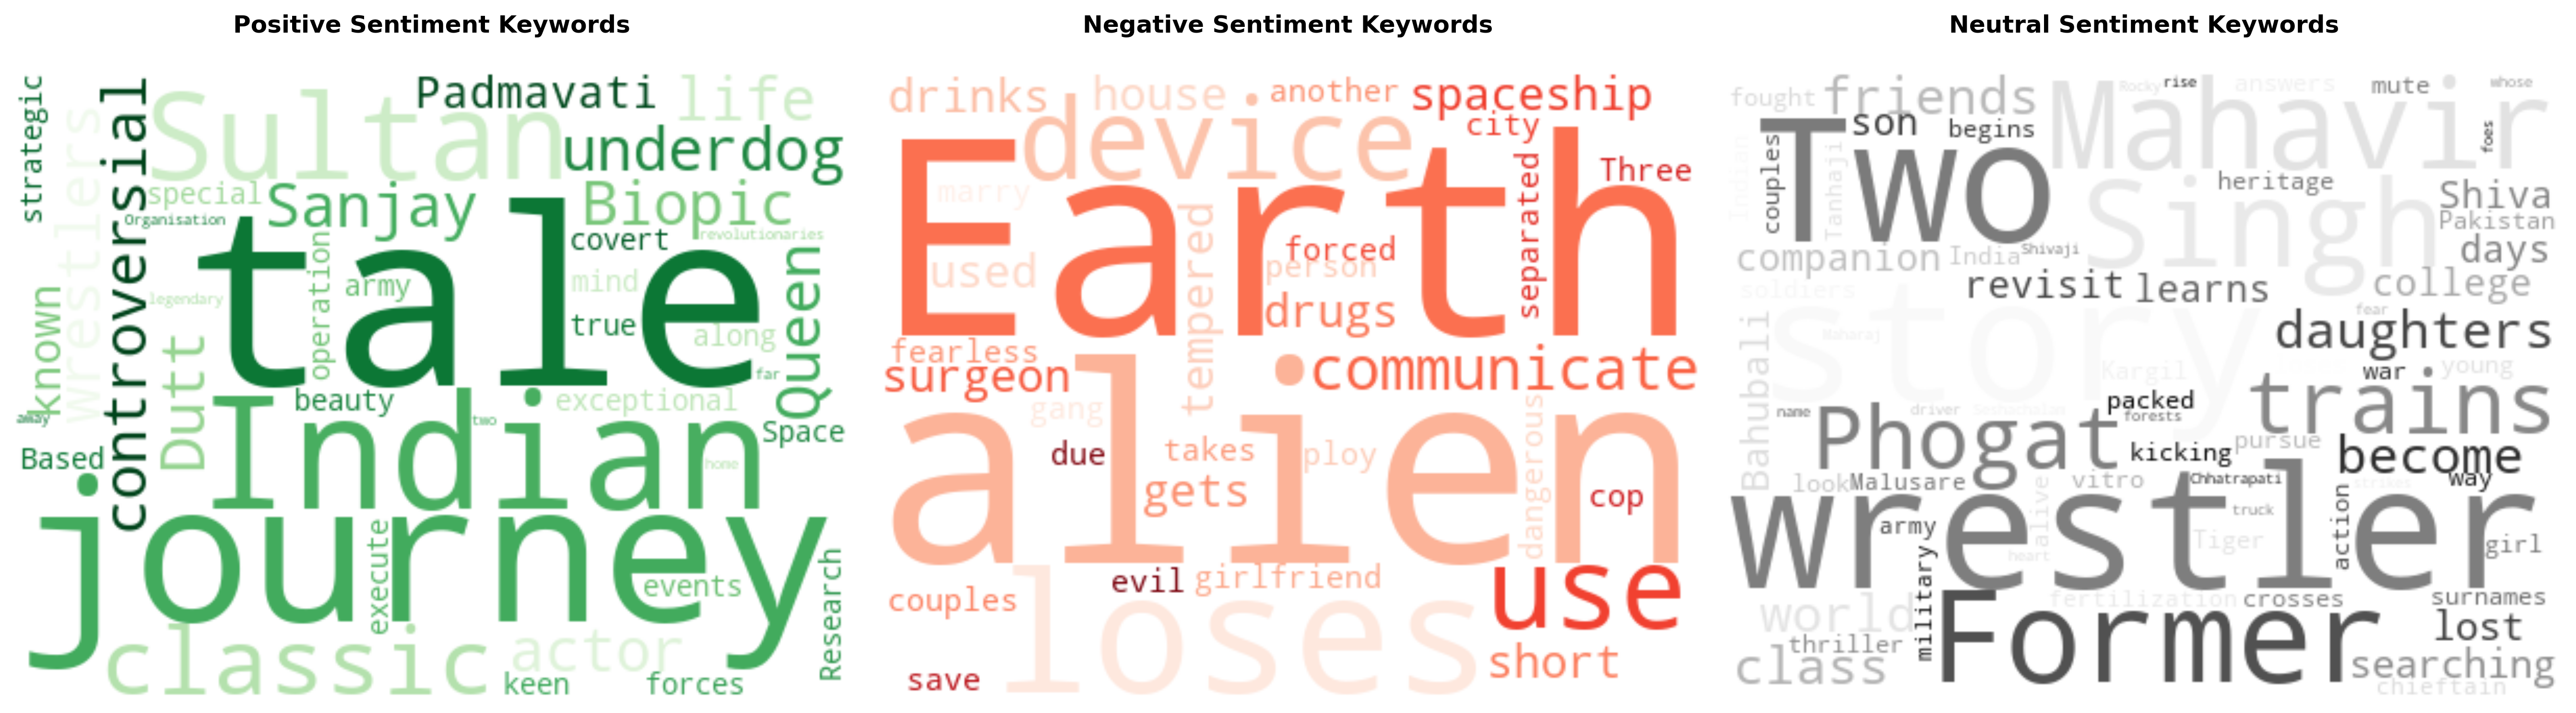 Positive Sentiment Keywords
strategic
wrestlers
controversial
Sultan
Padmavati
life
underdog
special
Sanjay
Biopic
Organisation
covert
revolutionaries
tale
operation
army
mind
Queen
known
legendary
true
along
Dutt
far
beauty
exceptional
away
two
Space
Based
Indian
home
journey
execute
events
Research
classic
actor
keen
forces
Negative Sentiment Keywords
drinks
house
another
spaceship
device
city
Earth
separated
Three
marry
tempered
forced
used
person
drugs
fearless
surgeon
communicate
alien
gang
dangerous
due
takes
ploy
gets
cop
evil
girlfriend
couples
loses
use
short
save
Neutral Sentiment Keywords
fought
friends
Rocky
rise
answers
mute
whose
Mahavir
Two
son
begins
foes
couples
Indian
Tanhaji
heritage
Singh
Shiva
Pakistan
companion
India
Shivaji
days
soldiers
revisit
learns
college
story
Maharaj
fear
daughters
Bahubali
Kargil
war
young
trains
name
Phogat
driver
Seshachalam
packed
forests
kicking
pursue
become
look
Malusare
vitro
Chhatrapati
strikes
way
wrestler
alive
truck
action
army
Tiger
girl
military
heart
world
fertilization
crosses
surnames
Former
lost
thriller
class
searching
chieftain